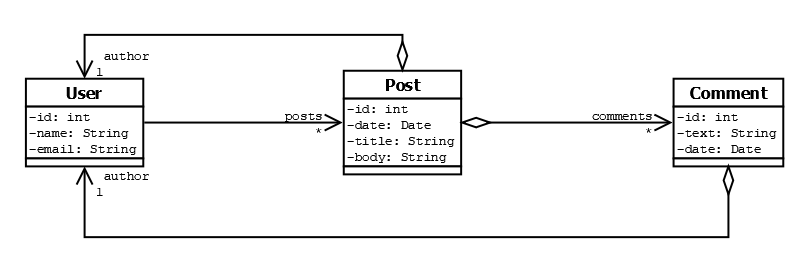 author
1
User
-id: int
-name: String
-email: String
posts
*
Post
-id: int
-date: Date
-title: String
-body: String
comments
*
Comment
-id: int
-text: String
-date: Date
author
1